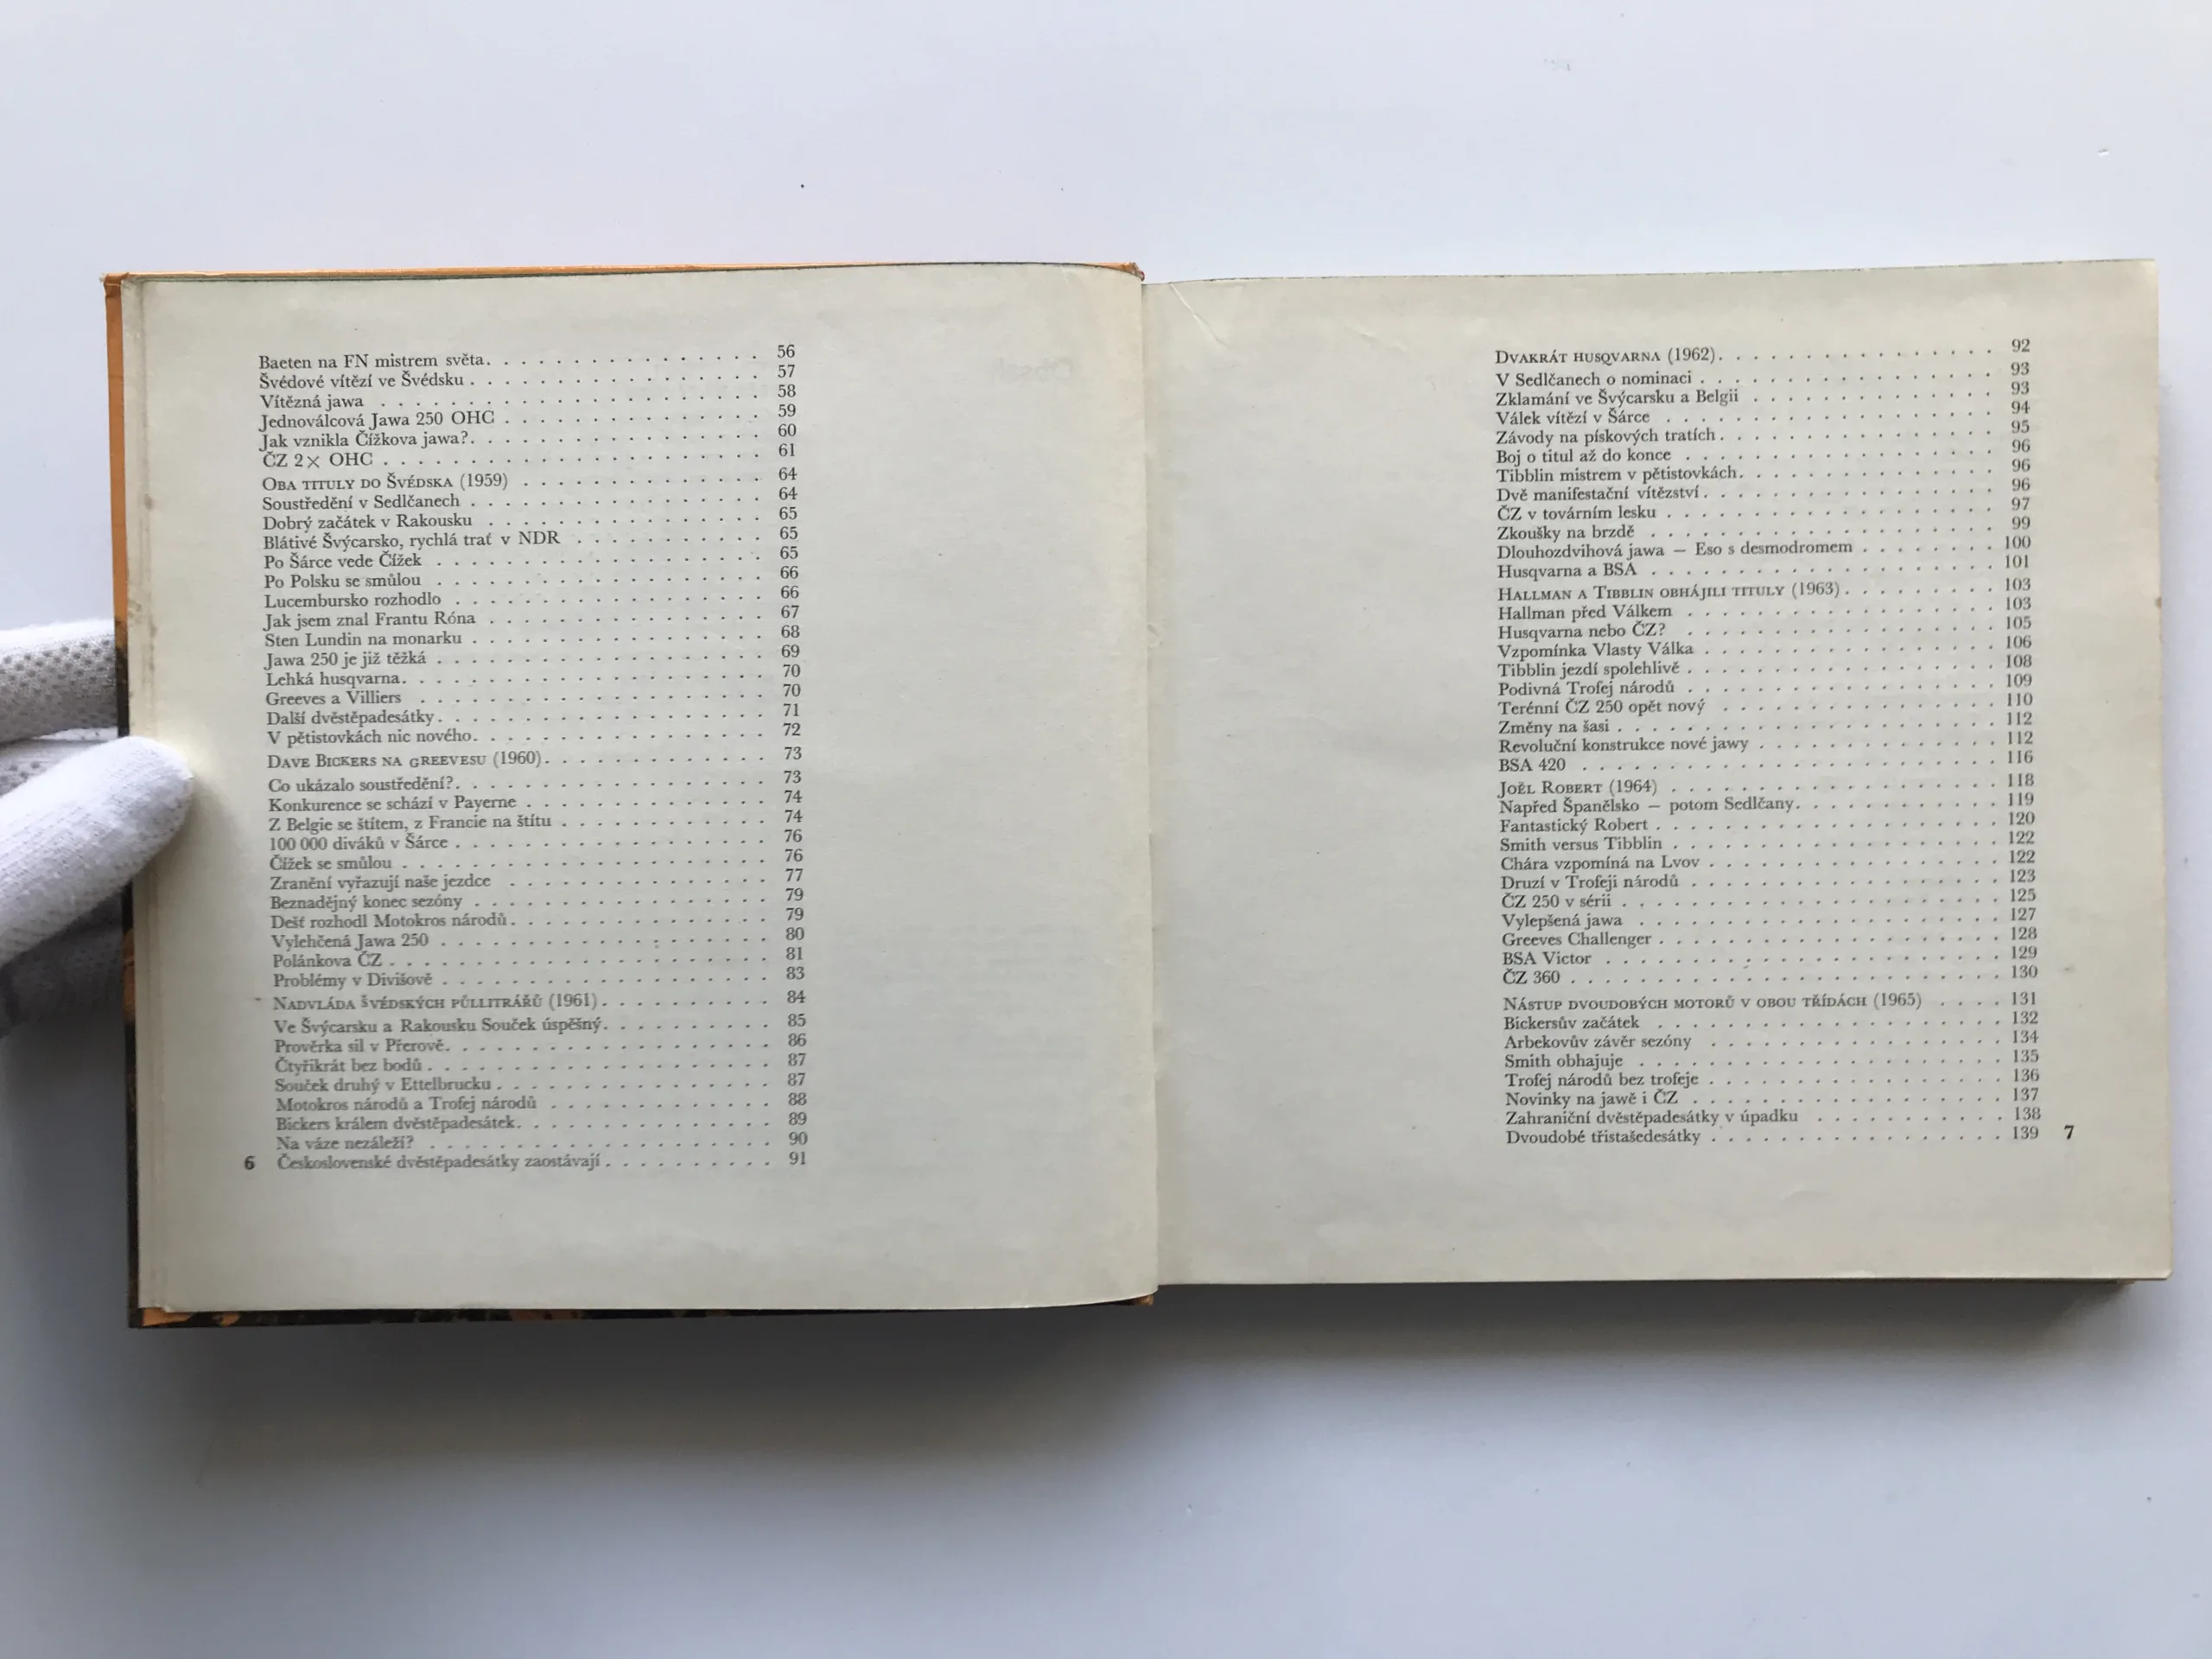 Baeten na FN mistrem světa. . . . . . . . . . . . . . . . 56
Švédové vítězí ve Švédsku . . . . . . . . . . . . . . . . 57
Vítězná jawa . . . . . . . . . . . . . . . . 58
Jednoválcová Jawa 250 OHC . . . . . . . . . . . . . . . . 59
Jak vznikla Čížkova jawa?. . . . . . . . . . . . . . . . 60
ČZ 2× OHC . . . . . . . . . . . . . . . . 61
Oba tituly do Švédska (1959) . . . . . . . . . . . . . . . . 64
Soustředění v Sedlčanech . . . . . . . . . . . . . . . . 64
Dobrý začátek v Rakousku . . . . . . . . . . . . . . . . 65
Blátivé Švýcarsko, rychlá trať v NDR . . . . . . . . . . 65
Po Šárce vede Čížek . . . . . . . . . . . . . . . . 65
Po Polsku se smůlou . . . . . . . . . . . . . . . . 66
Lucembursko rozhodlo . . . . . . . . . . . . . . . . 66
Jak jsem znal Frantu Róna . . . . . . . . . . . . . . . . 67
Sten Lundin na monarku . . . . . . . . . . . . . . . . 68
Jawa 250 je již těžká . . . . . . . . . . . . . . . . 69
Lehká husqvarna. . . . . . . . . . . . . . . . 70
Greeves a Villiers . . . . . . . . . . . . . . . . 70
Další dvěstěpadesátky. . . . . . . . . . . . . . . . 71
V pětistovkách nic nového. . . . . . . . . . . . . . . . 72
Dave Bickers na greevesu (1960). . . . . . . . . . . . . 73
Co ukázalo soustředění?. . . . . . . . . . . . . . . . 73
Konkurence se schází v Payerne . . . . . . . . . . . . . 74
Z Belgie se štítem, z Francie na štítu . . . . . . . . . . . 74
100 000 diváků v Šárce . . . . . . . . . . . . . . . . 76
Čížek se smůlou . . . . . . . . . . . . . . . . 76
Zranění vyřazují naše jezdce . . . . . . . . . . . . . . . 77
Beznadějný konec sezóny . . . . . . . . . . . . . . . . 79
Dešť rozhodl Motokros národů. . . . . . . . . . . . . . . 79
Vylehčená Jawa 250 . . . . . . . . . . . . . . . . 80
Polánkova ČZ . . . . . . . . . . . . . . . . 81
Problémy v Divišově . . . . . . . . . . . . . . . . 83
Nadvláda švédských půllitrářů (1961). . . . . . . . . . 84
Ve Švýcarsku a Rakousku Souček úspěšný. . . . . . . . . . 85
Prověrka sil v Přerově. . . . . . . . . . . . . . . . 86
Čtyřikrát bez bodů . . . . . . . . . . . . . . . . 87
Souček druhý v Ettelbrucku . . . . . . . . . . . . . . . . 87
Motokros národů a Trofej národů . . . . . . . . . . . . . 88
Bickers králem dvěstěpadesátek. . . . . . . . . . . . . . 89
Na váze nezáleží? . . . . . . . . . . . . . . . . 90
6 Československé dvěstěpadesátky zaostávají . . . . . . . . . . 91
Dvakrát husqvarna (1962). . . . . . . . . . . . . . . . 92
V Sedlčanech o nominaci . . . . . . . . . . . . . . . . 93
Zklamání ve Švýcarsku a Belgii . . . . . . . . . . . . . . 93
Válek vítězí v Šárce . . . . . . . . . . . . . . . . 94
Závody na pískových tratích . . . . . . . . . . . . . . . . 95
Boj o titul až do konce . . . . . . . . . . . . . . . . 96
Tibblin mistrem v pětistovkách. . . . . . . . . . . . . . . 96
Dvě manifestační vítězství . . . . . . . . . . . . . . . . 96
ČZ v továrním lesku . . . . . . . . . . . . . . . . 97
Zkoušky na brzdě . . . . . . . . . . . . . . . . 99
Dlouhozdvihová jawa — Eso s desmodromem . . . . . . . . 100
Husqvarna a BSA . . . . . . . . . . . . . . . . 101
Hallman a Tibblin obhájili tituly (1963). . . . . . . . . 103
Hallman před Válkem . . . . . . . . . . . . . . . . 103
Husqvarna nebo ČZ? . . . . . . . . . . . . . . . . 105
Vzpomínka Vlasty Válka . . . . . . . . . . . . . . . . 106
Tibblin jezdí spolehlivě . . . . . . . . . . . . . . . . 108
Podivná Trofej národů . . . . . . . . . . . . . . . . 109
Terénní ČZ 250 opět nový . . . . . . . . . . . . . . . . 110
Změny na šasi . . . . . . . . . . . . . . . . 112
Revoluční konstrukce nové jawy . . . . . . . . . . . . . . 112
BSA 420 . . . . . . . . . . . . . . . . 116
Joël Robert (1964) . . . . . . . . . . . . . . . . 118
Napřed Španělsko — potom Sedlčany. . . . . . . . . . . . 119
Fantastický Robert . . . . . . . . . . . . . . . . 120
Smith versus Tibblin . . . . . . . . . . . . . . . . 122
Chára vzpomíná na Lvov . . . . . . . . . . . . . . . . 122
Druzí v Trofeji národů . . . . . . . . . . . . . . . . 123
ČZ 250 v sérii . . . . . . . . . . . . . . . . 125
Vylepšená jawa . . . . . . . . . . . . . . . . 127
Greeves Challenger . . . . . . . . . . . . . . . . 128
BSA Victor . . . . . . . . . . . . . . . . 129
ČZ 360 . . . . . . . . . . . . . . . . 130
Nástup dvoudobých motorů v obou třídách (1965) . . . . 131
Bickersův začátek . . . . . . . . . . . . . . . . 132
Arbekovův závěr sezóny . . . . . . . . . . . . . . . . 134
Smith obhajuje . . . . . . . . . . . . . . . . 135
Trofej národů bez trofeje . . . . . . . . . . . . . . . . 136
Novinky na jawě i ČZ . . . . . . . . . . . . . . . . 137
Zahraniční dvěstěpadesátky v úpadku . . . . . . . . . . . 138
Dvoudobé třistašedesátky . . . . . . . . . . . . . . . . 139 7